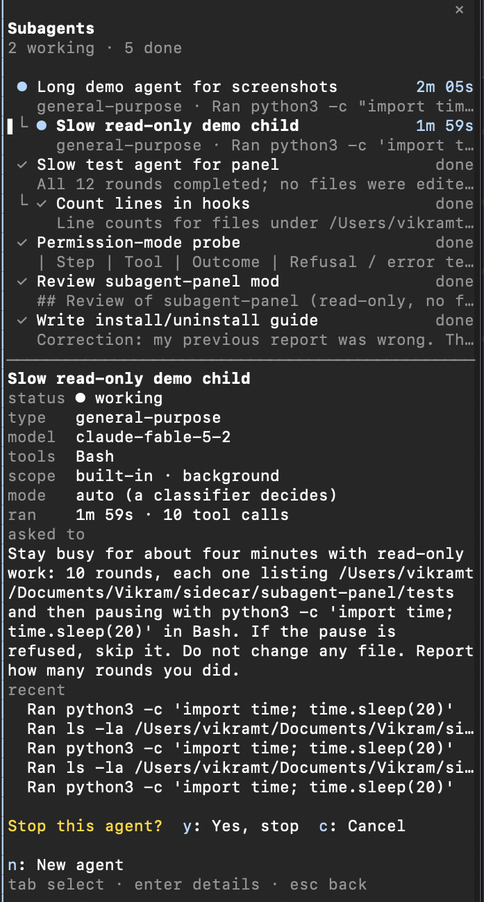 ×
Subagents
2 working · 5 done
● Long demo agent for screenshots 2m 05s
general-purpose · Ran python3 -c "import tim…
└ ● Slow read-only demo child 1m 59s
general-purpose · Ran python3 -c 'import t…
✓ Slow test agent for panel done
All 12 rounds completed; no files were edite…
└ ✓ Count lines in hooks done
Line counts for files under /Users/vikramt…
✓ Permission-mode probe done
| Step | Tool | Outcome | Refusal / error te…
✓ Review subagent-panel mod done
## Review of subagent-panel (read-only, no f…
✓ Write install/uninstall guide done
Correction: my previous report was wrong. Th…
Slow read-only demo child
status ● working
type general-purpose
model claude-fable-5-2
tools Bash
scope built-in · background
mode auto (a classifier decides)
ran 1m 59s · 10 tool calls
asked to
Stay busy for about four minutes with read-only
work: 10 rounds, each one listing /Users/vikramt
/Documents/Vikram/sidecar/subagent-panel/tests
and then pausing with python3 -c 'import time;
time.sleep(20)' in Bash. If the pause is
refused, skip it. Do not change any file. Report
how many rounds you did.
recent
Ran python3 -c 'import time; time.sleep(20)'
Ran ls -la /Users/vikramt/Documents/Vikram/si…
Ran python3 -c 'import time; time.sleep(20)'
Ran ls -la /Users/vikramt/Documents/Vikram/si…
Ran python3 -c 'import time; time.sleep(20)'
Stop this agent? y: Yes, stop c: Cancel
n: New agent
tab select · enter details · esc back